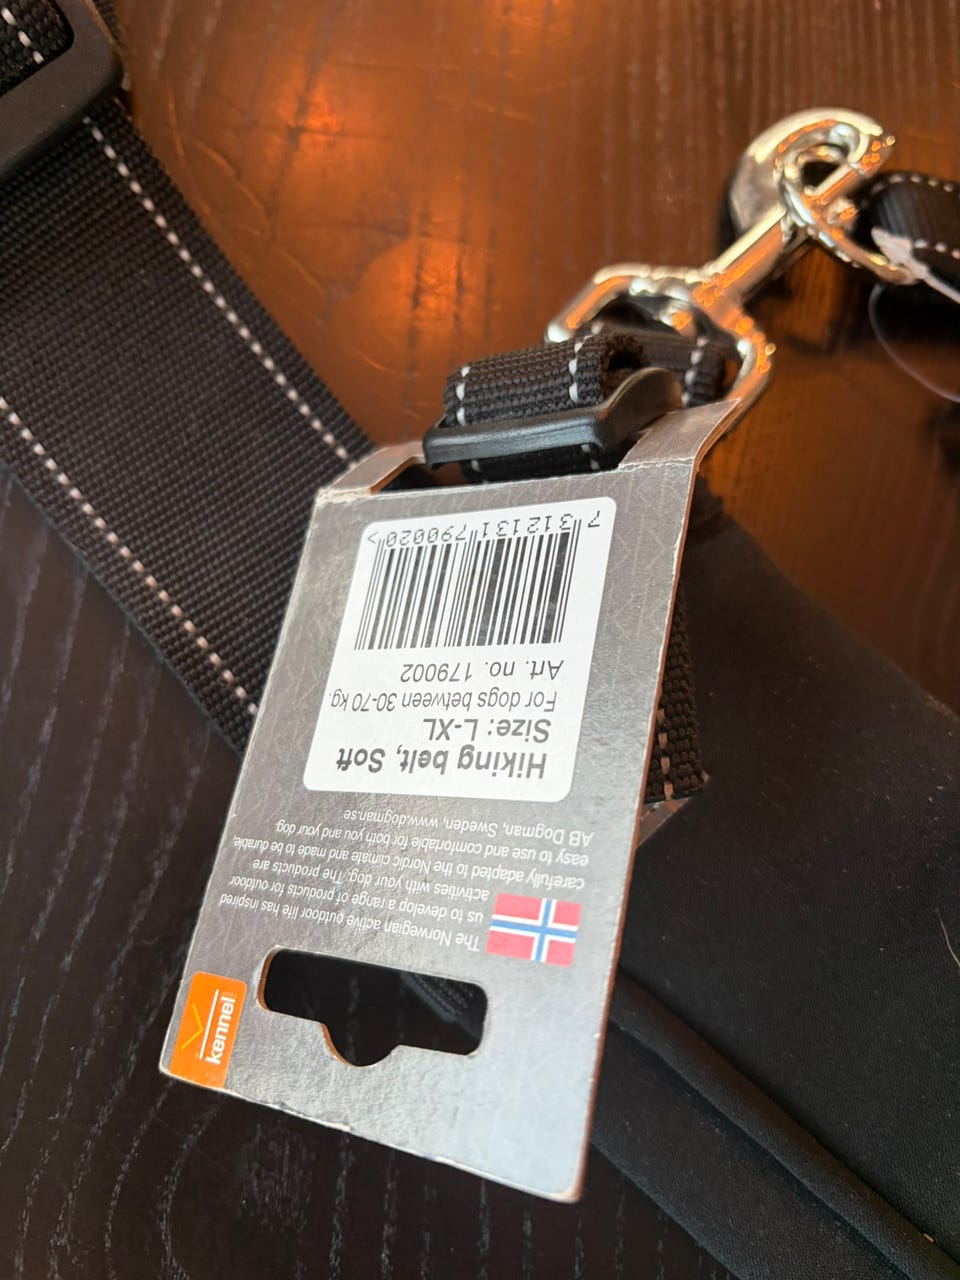 kennel
The Norwegian active outdoor life has inspired
us to develop a range of products for outdoor
activities with your dog. The products are
carefully adapted to the Nordic climate and made to be durable,
easy to use and comfortable for both you and your dog.
AB Dogman, Sweden, www.dogman.se
Hiking belt, Soft
Size: L-XL
For dogs between 30-70 kg.
Art. no. 179002
7 312131 790020 >